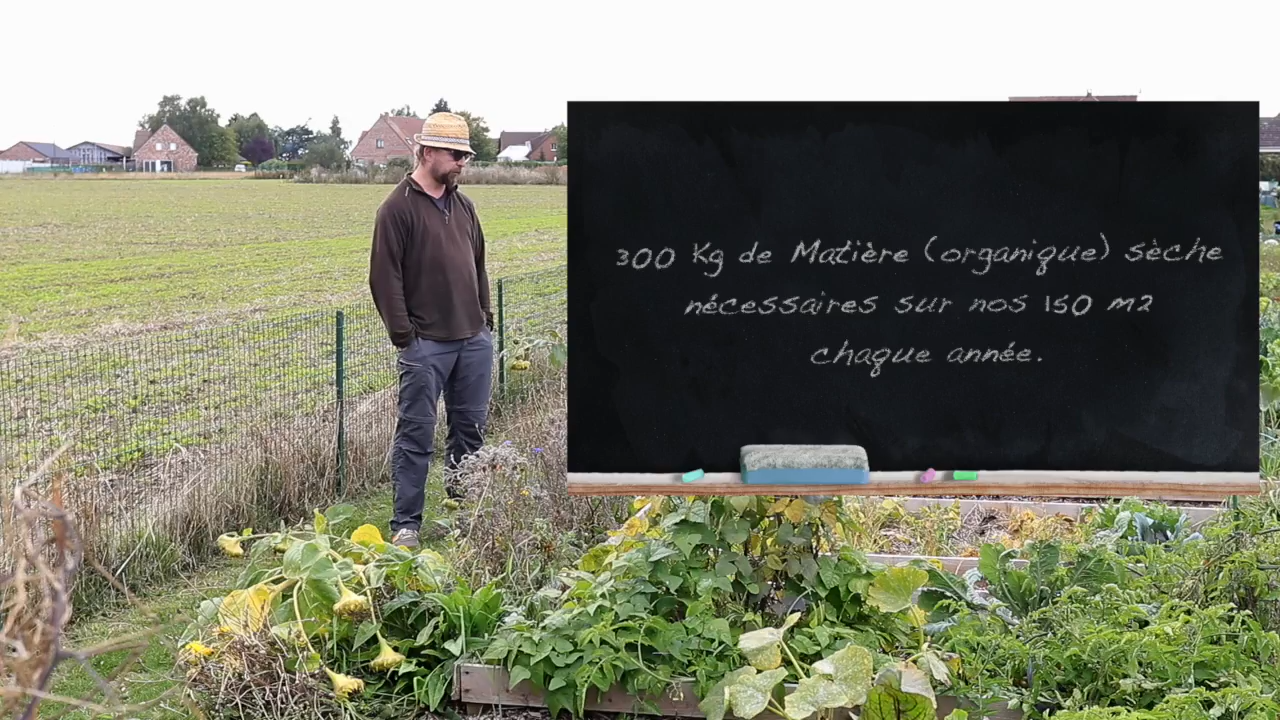 300 Kg de Matière (organique) sèche
nécessaires sur nos 150 m2
chaque année.